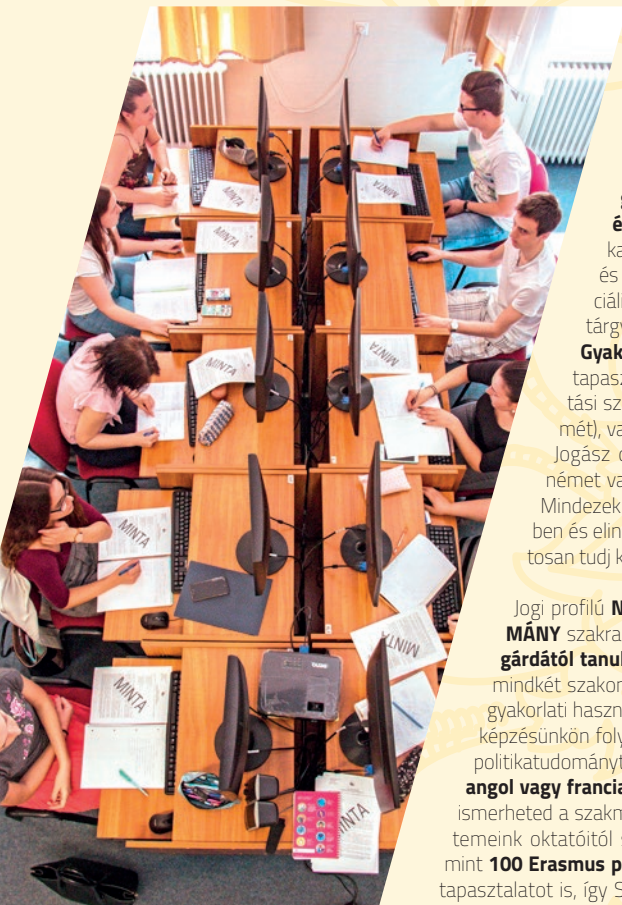 MINTA
MINTA
MINTA
MINTA
MINTA
MINTA
MINTA
MINTA
MINTA
é
ka
és
ciáli
tárgy
Gyak
tapasz
tási sz
mét), va
Jogász
német va
Mindezek
ben és elin
tosan tudj k
Jogi profilú N
MÁNY szakra
gárdától tanul
mindkét szakon
gyakorlati haszn
képzésünkön foly
politikatudományt
angol vagy francia
ismerheted a szakm
temeink oktatóitól s
mint 100 Erasmus p
tapasztalatot is, így S